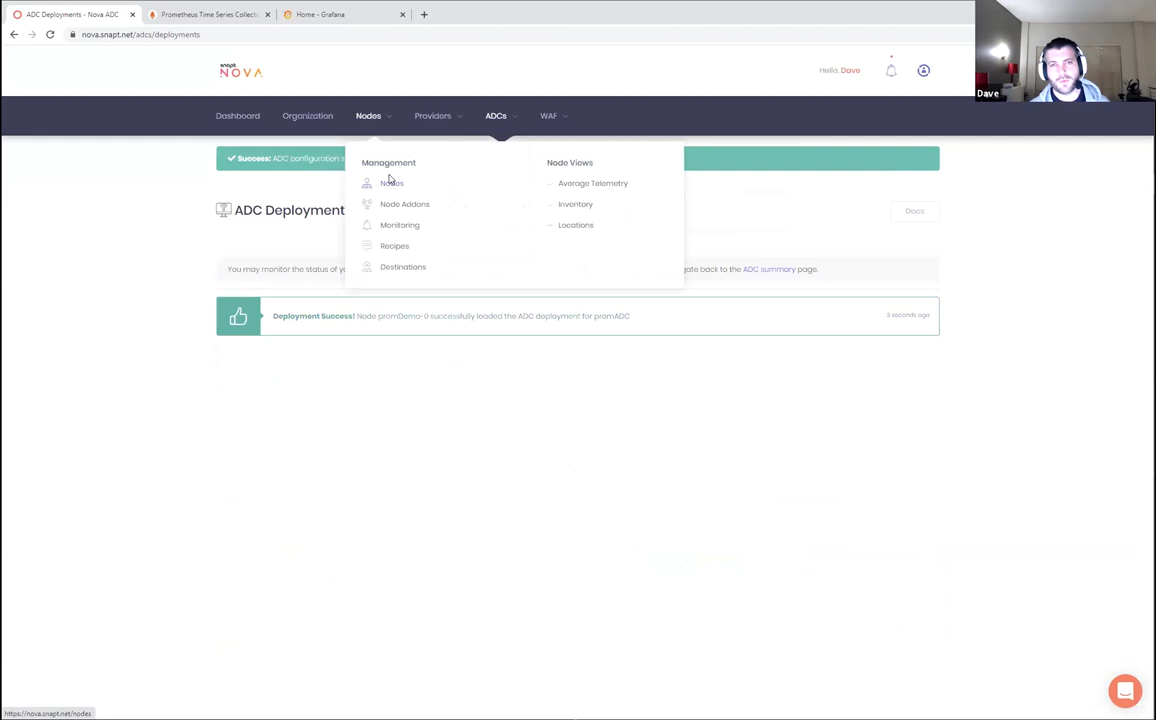 ADC Deployments - Nova ADC
Prometheus Time Series Collecti
Home - Grafana
nova.snapt.net/adcs/deployments
snapt
NOVA
Hello, Dave
Dave
Dashboard
Organization
Nodes
Providers
ADCs
WAF
Success: ADC configuration s
Management
Nodes
Node Addons
Monitoring
Recipes
Destinations
Node Views
Average Telemetry
Inventory
Locations
ADC Deployment
Docs
You may monitor the status of yo
gate back to the ADC summary page.
Deployment Success! Node promDemo-0 successfully loaded the ADC deployment for promADC
3 seconds ago
https://nova.snapt.net/nodes